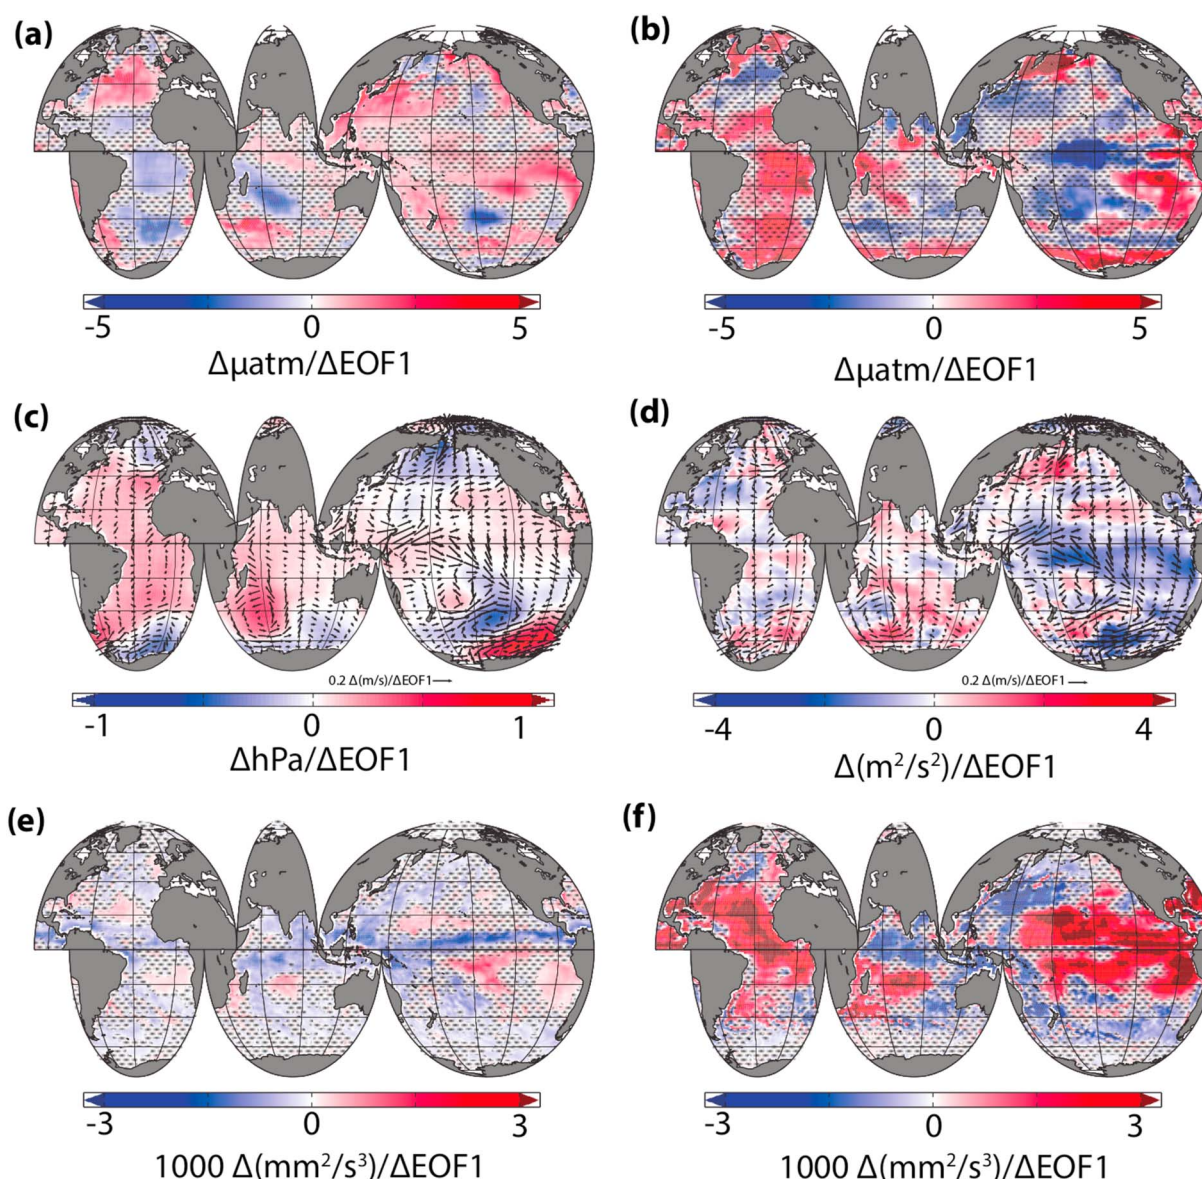 (a) (b)
-5 0 5 -5 0 5
Δμatm/ΔEOF1 Δμatm/ΔEOF1
(c) (d)
0.2 Δ(m/s)/ΔEOF1 0.2 Δ(m/s)/ΔEOF1
-1 0 1 -4 0 4
ΔhPa/ΔEOF1 Δ(m²/s²)/ΔEOF1
(e) (f)
-3 0 3 -3 0 3
1000 Δ(mm²/s³)/ΔEOF1 1000 Δ(mm²/s³)/ΔEOF1